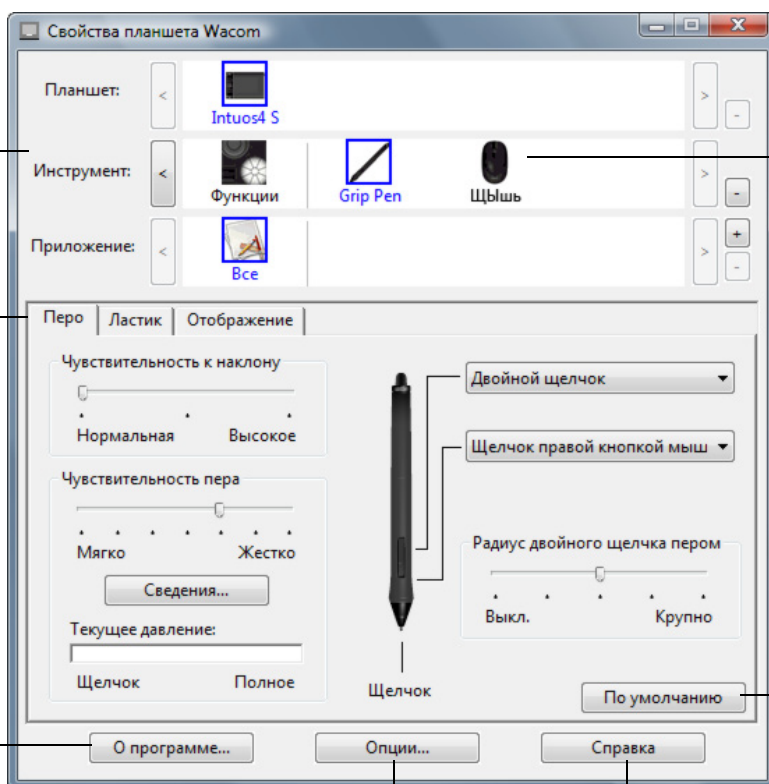 Свойства планшета Wacom
Планшет:
<
>
-
Intuos4 S
Инструмент:
<
>
-
Функции
Grip Pen
ЩЫшь
Приложение:
<
>
+
-
Все
Перо
Ластик
Отображение
Чувствительность к наклону
Нормальная
Высокое
Чувствительность пера
Мягко
Жестко
Сведения...
Текущее давление:
Щелчок
Полное
Щелчок
Двойной щелчок
Щелчок правой кнопкой мыш
Радиус двойного щелчка пером
Выкл.
Крупно
По умолчанию
О программе...
Опции...
Справка